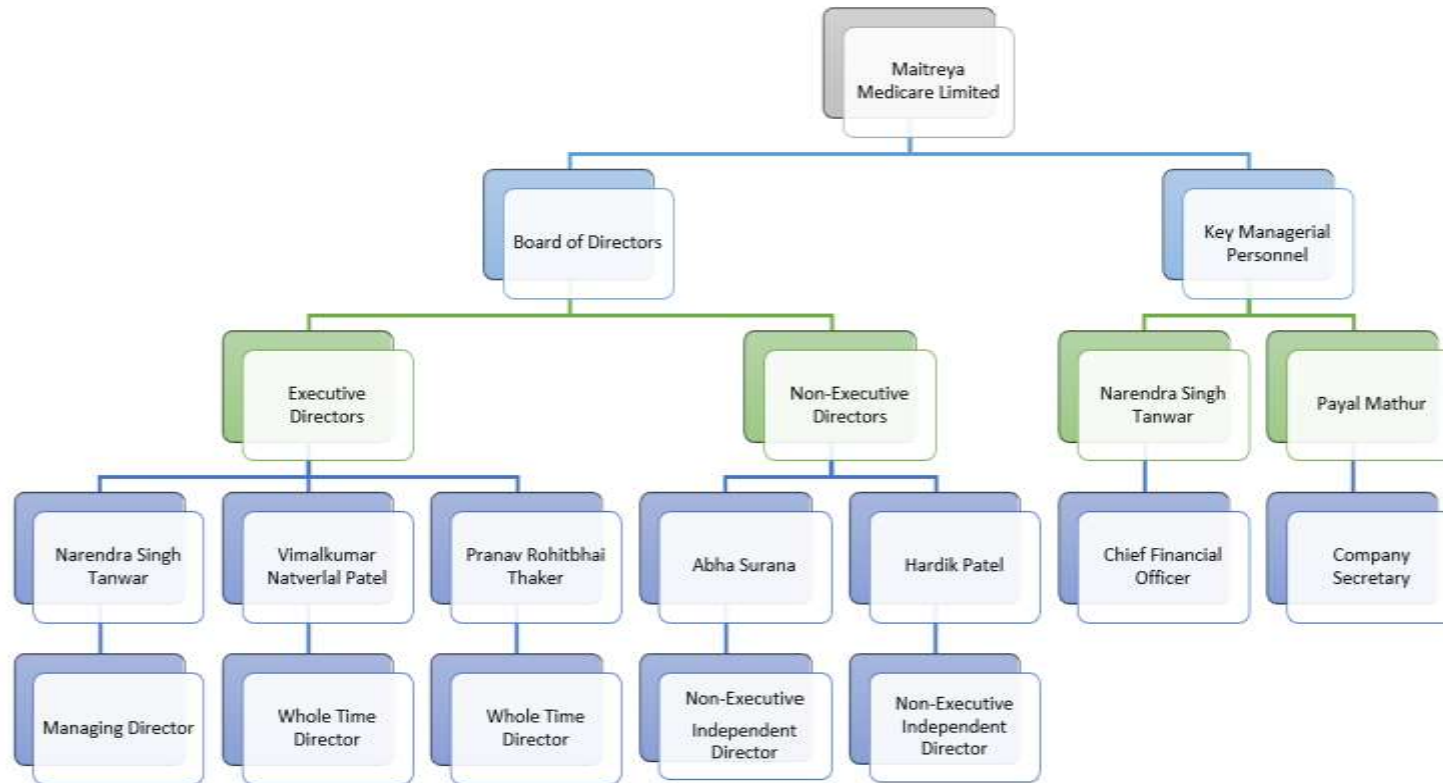 Maitreya
Medicare Limited
Board of Directors
Key Managerial
Personnel
Executive
Directors
Non-Executive
Directors
Narendra Singh
Tanwar
Payal Mathur
Narendra Singh
Tanwar
Vimalkumar
Natverlal Patel
Pranav Rohitbhai
Thaker
Abha Surana
Hardik Patel
Chief Financial
Officer
Company
Secretary
Managing Director
Whole Time
Director
Whole Time
Director
Non-Executive
Independent
Director
Non-Executive
Independent
Director